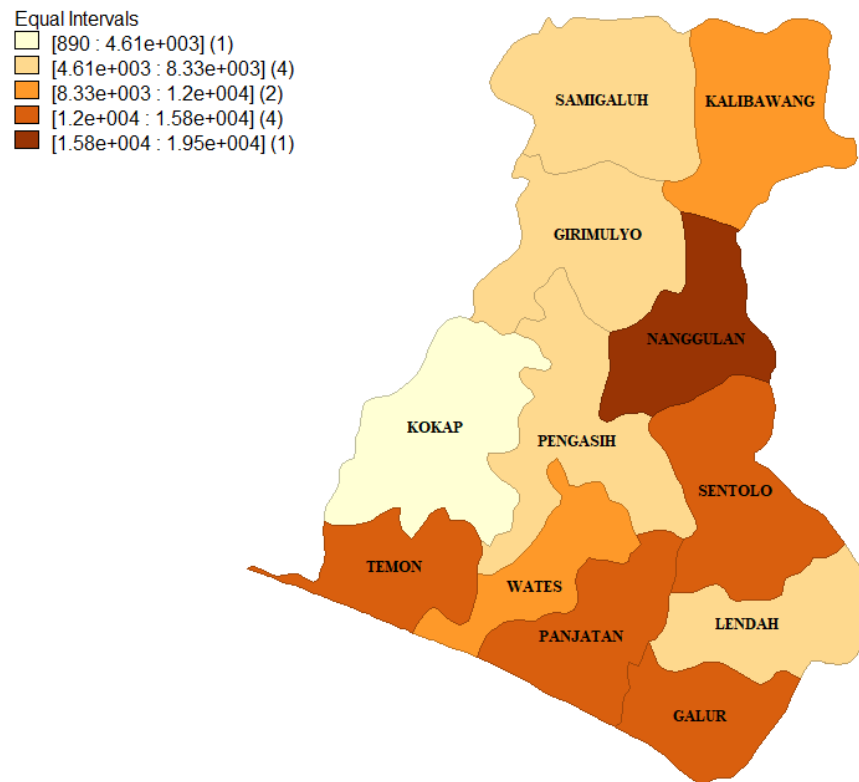 Equal Intervals
[890 : 4.61e+003] (1)
[4.61e+003 : 8.33e+003] (4)
[8.33e+003 : 1.2e+004] (2)
[1.2e+004 : 1.58e+004] (4)
[1.58e+004 : 1.95e+004] (1)
SAMIGALUH
KALIBAWANG
GIRIMULYO
NANGGULAN
KOKAP
PENGASIH
SENTOLO
TEMON
WATES
PANJATAN
LENDAH
GALUR